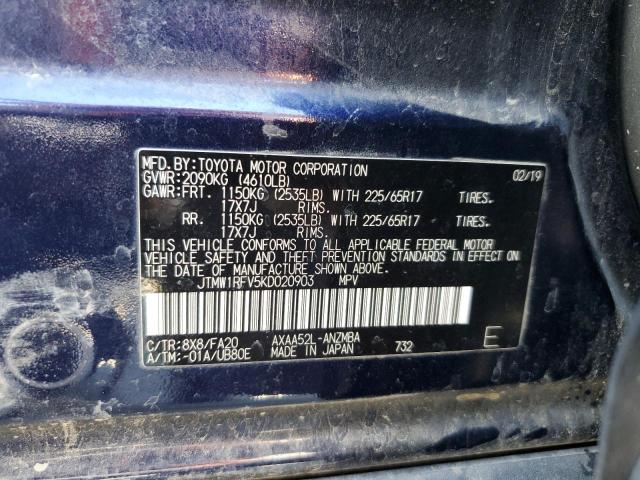 MFD. BY: TOYOTA MOTOR CORPORATION 02/19
GVWR: 2090KG (4610LB)
GAWR: FRT. 1150KG (2535LB) WITH 225/65R17 TIRES.
17X7J RIMS.
RR. 1150KG (2535LB) WITH 225/65R17 TIRES.
17X7J RIMS.
THIS VEHICLE CONFORMS TO ALL APPLICABLE FEDERAL MOTOR
VEHICLE SAFETY AND THEFT PREVENTION STANDARDS IN EFFECT ON
THE DATE OF MANUFACTURE SHOWN ABOVE.
JTMW1RFV5KD020903 MPV
C/TR: 8X8/FA20 AXAA52L-ANZMBA
A/TM: -01A/UB80E MADE IN JAPAN 732 E